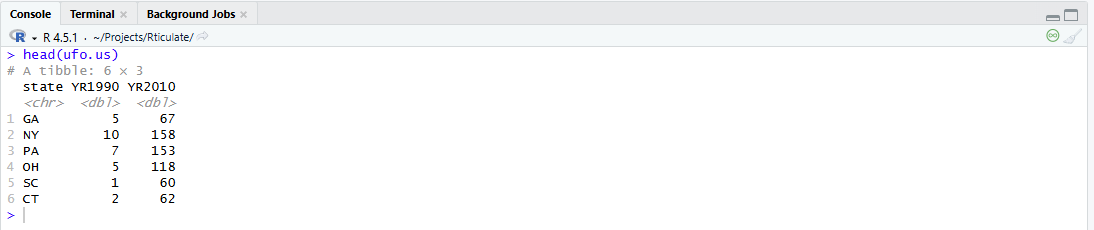 Console Terminal × Background Jobs ×
R R 4.5.1 · ~/Projects/Rticulate/
> head(ufo.us)
# A tibble: 6 × 3
state YR1990 YR2010
<chr> <dbl> <dbl>
1 GA 5 67
2 NY 10 158
3 PA 7 153
4 OH 5 118
5 SC 1 60
6 CT 2 62
>